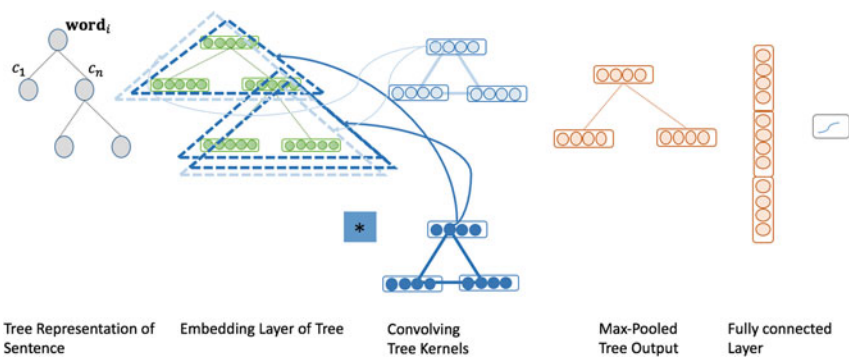 word_i
c_1
c_n
*
Tree Representation of
Sentence
Embedding Layer of Tree
Convolving
Tree Kernels
Max-Pooled
Tree Output
Fully connected
Layer